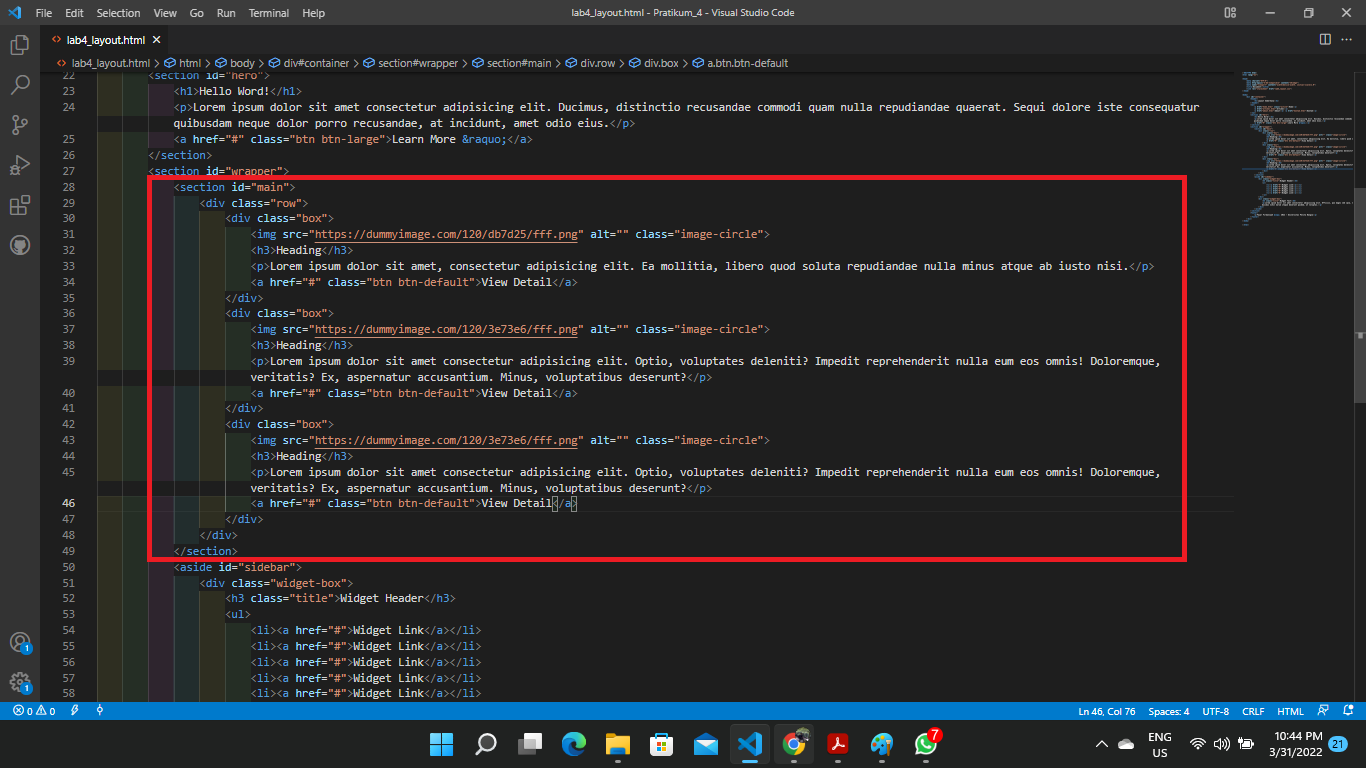 File Edit Selection View Go Run Terminal Help lab4_layout.html - Pratikum_4 - Visual Studio Code
<> lab4_layout.html ×
<> lab4_layout.html > html > body > div#container > section#wrapper > section#main > div.row > div.box > a.btn.btn-default
22 <section id="hero">
23 <h1>Hello Word!</h1>
24 <p>Lorem ipsum dolor sit amet consectetur adipisicing elit. Ducimus, distinctio recusandae commodi quam nulla repudiandae quaerat. Sequi dolore iste consequatur
quibusdam neque dolor porro recusandae, at incidunt, amet odio eius.</p>
25 <a href="#" class="btn btn-large">Learn More &raquo;</a>
26 </section>
27 <section id="wrapper">
28 <section id="main">
29 <div class="row">
30 <div class="box">
31 <img src="https://dummyimage.com/120/db7d25/fff.png" alt="" class="image-circle">
32 <h3>Heading</h3>
33 <p>Lorem ipsum dolor sit amet, consectetur adipisicing elit. Ea mollitia, libero quod soluta repudiandae nulla minus atque ab iusto nisi.</p>
34 <a href="#" class="btn btn-default">View Detail</a>
35 </div>
36 <div class="box">
37 <img src="https://dummyimage.com/120/3e73e6/fff.png" alt="" class="image-circle">
38 <h3>Heading</h3>
39 <p>Lorem ipsum dolor sit amet consectetur adipisicing elit. Optio, voluptates deleniti? Impedit reprehenderit nulla eum eos omnis! Doloremque,
veritatis? Ex, aspernatur accusantium. Minus, voluptatibus deserunt?</p>
40 <a href="#" class="btn btn-default">View Detail</a>
41 </div>
42 <div class="box">
43 <img src="https://dummyimage.com/120/3e73e6/fff.png" alt="" class="image-circle">
44 <h3>Heading</h3>
45 <p>Lorem ipsum dolor sit amet consectetur adipisicing elit. Optio, voluptates deleniti? Impedit reprehenderit nulla eum eos omnis! Doloremque,
veritatis? Ex, aspernatur accusantium. Minus, voluptatibus deserunt?</p>
46 <a href="#" class="btn btn-default">View Detail</a>
47 </div>
48 </div>
49 </section>
50 <aside id="sidebar">
51 <div class="widget-box">
52 <h3 class="title">Widget Header</h3>
53 <ul>
54 <li><a href="#">Widget Link</a></li>
55 <li><a href="#">Widget Link</a></li>
56 <li><a href="#">Widget Link</a></li>
57 <li><a href="#">Widget Link</a></li>
58 <li><a href="#">Widget Link</a></li>
1
1
0 0 Ln 46, Col 76 Spaces: 4 UTF-8 CRLF HTML
7
ENG
US
10:44 PM
3/31/2022
21